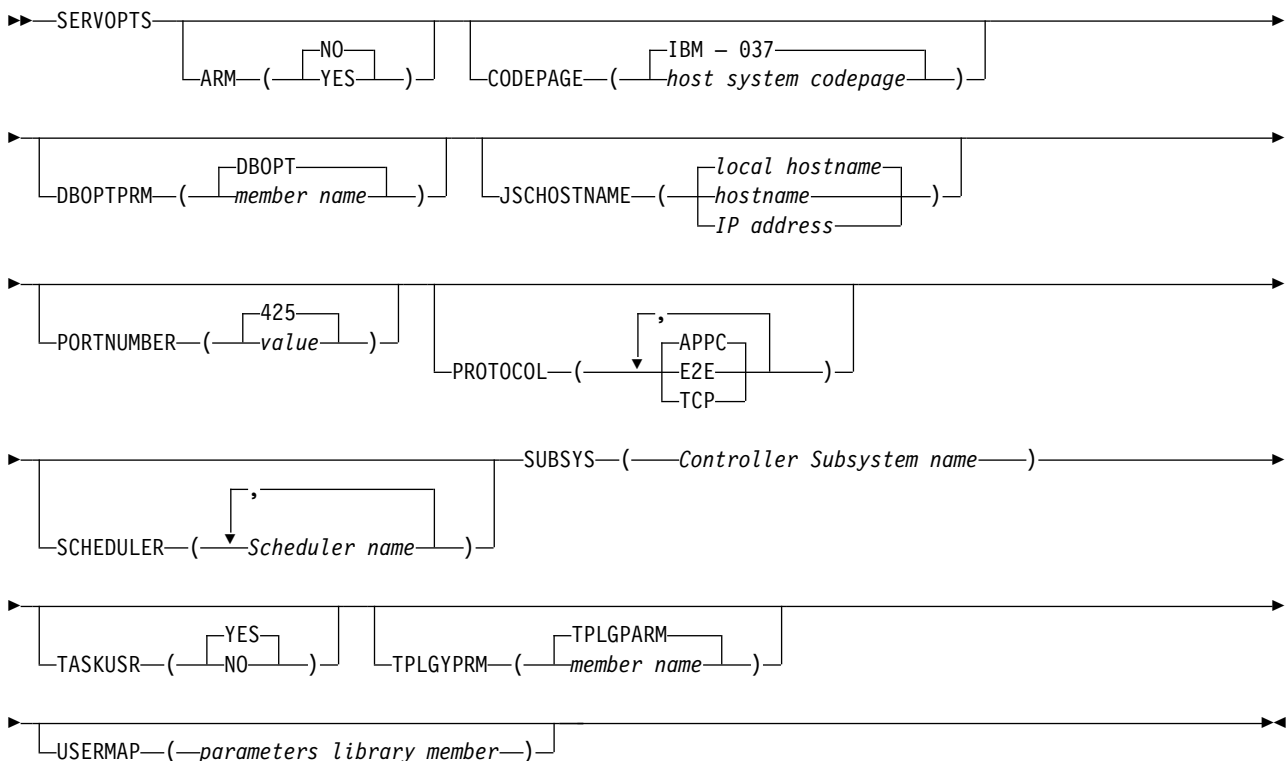 SERVOPTS
ARM ( NO
YES )
CODEPAGE ( IBM – 037
host system codepage )
DBOPTPRM ( DBOPT
member name )
JSCHOSTNAME ( local hostname
hostname
IP address )
PORTNUMBER ( 425
value )
PROTOCOL ( ,
APPC
E2E
TCP )
SCHEDULER ( ,
Scheduler name )
SUBSYS ( Controller Subsystem name )
TASKUSR ( YES
NO )
TPLGYPRM ( TPLGPARM
member name )
USERMAP ( parameters library member )